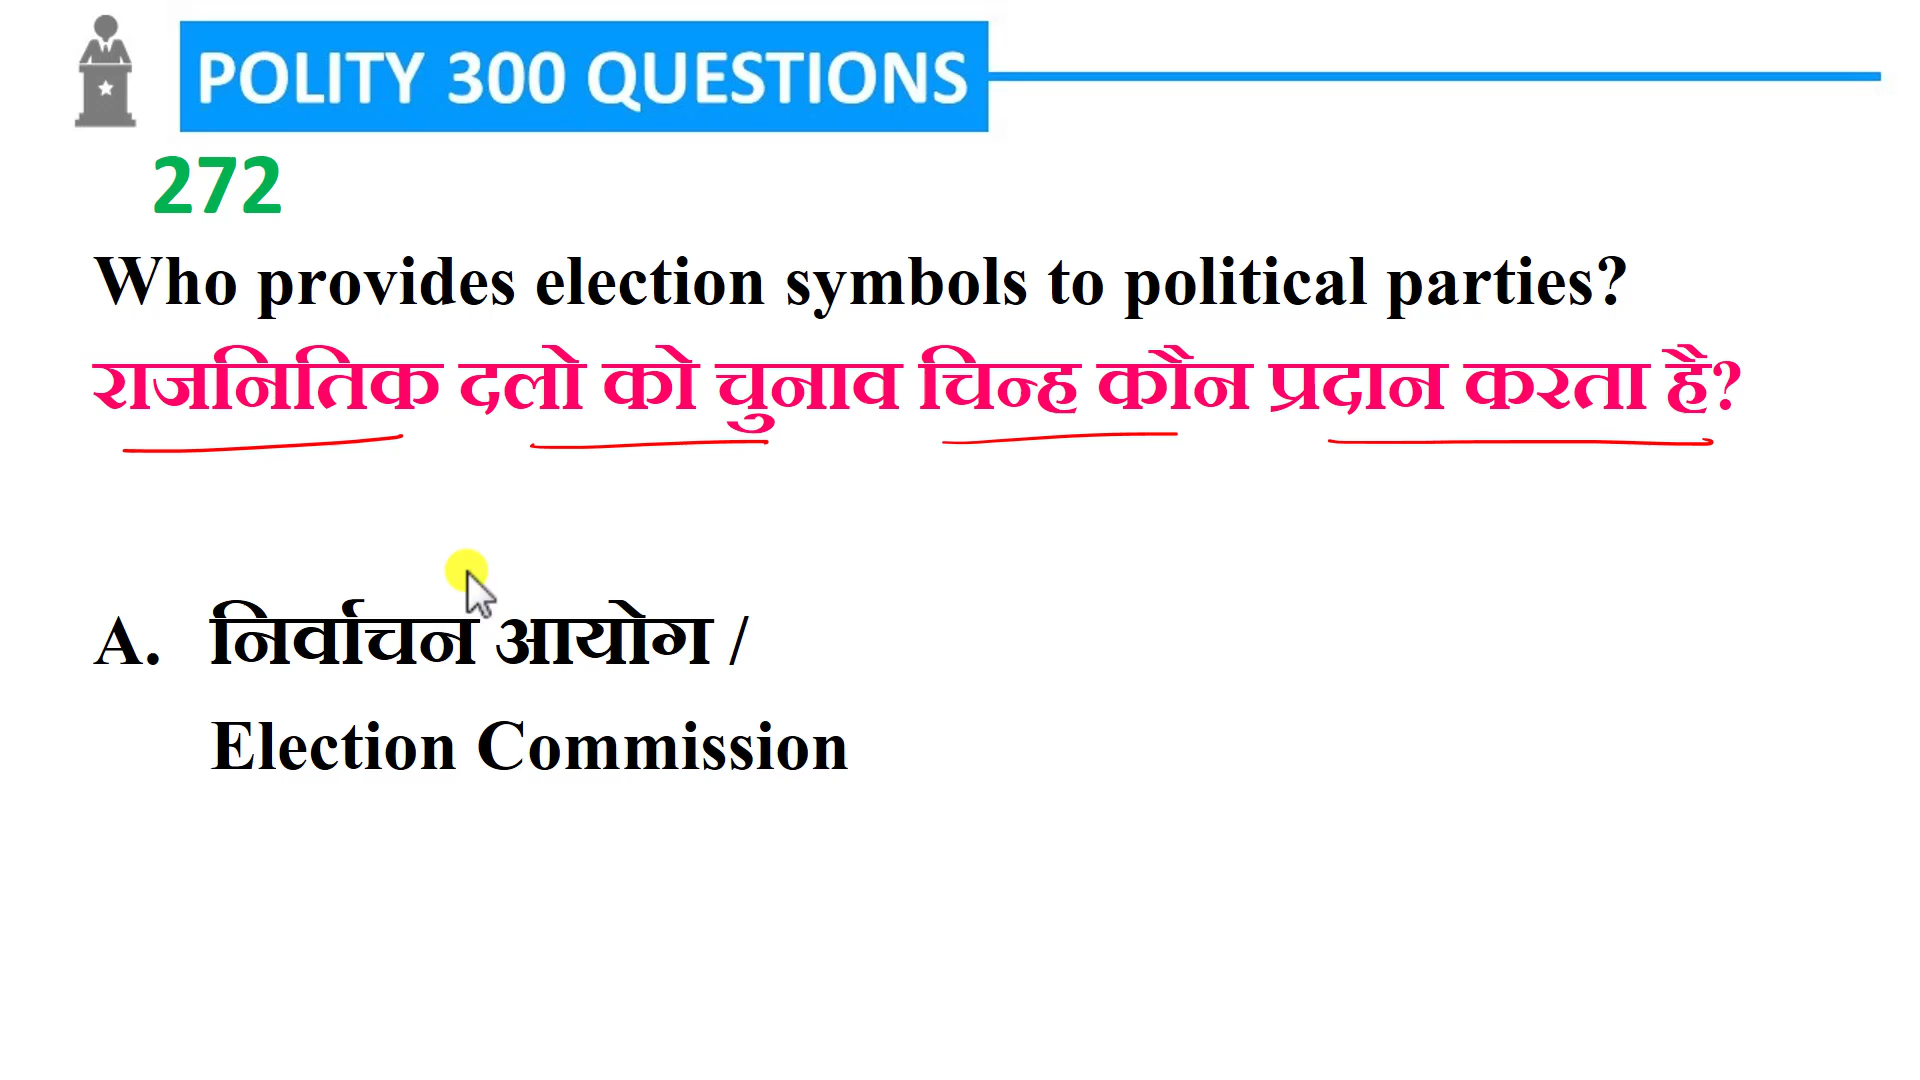 POLITY 300 QUESTIONS
272
Who provides election symbols to political parties?
राजनितिक दलो को चुनाव चिन्ह कौन प्रदान करता है?
A. निर्वाचन आयोग /
Election Commission